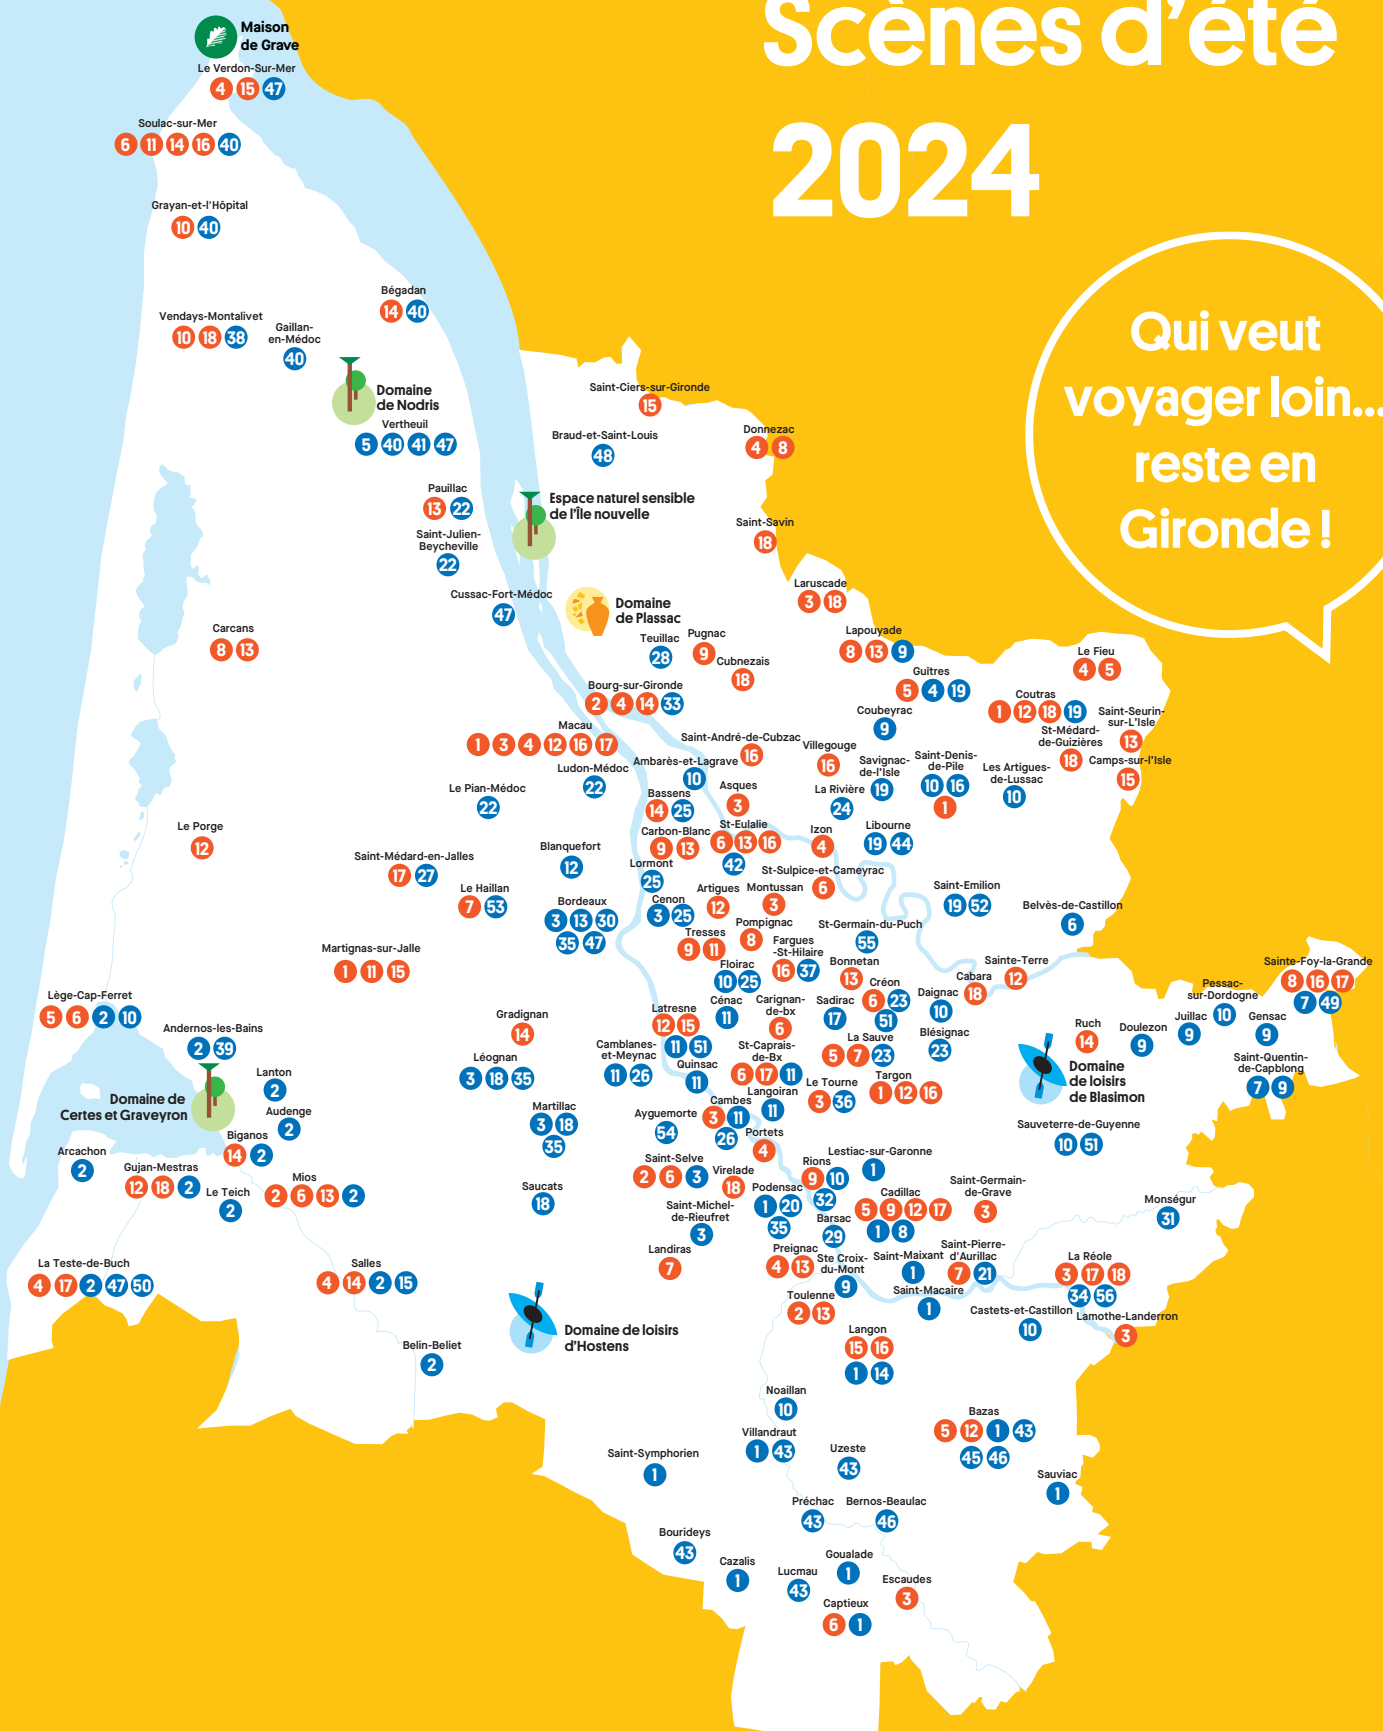 Scènes d'été
2024
Qui veut
voyager loin...
reste en
Gironde !
Maison
de Grave
Le Verdon-Sur-Mer
4 15 47
Soulac-sur-Mer
6 11 14 16 40
Grayan-et-l'Hôpital
10 40
Bégadan
14 40
Vendays-Montalivet
10 18 38
Gaillan-
en-Médoc
40
Domaine
de Nodris
Vertheuil
5 40 41 47
Saint-Ciers-sur-Gironde
15
Braud-et-Saint-Louis
48
Donnezac
4 8
Pauillac
13 22
Espace naturel sensible
de l'Île nouvelle
Saint-Savin
18
Saint-Julien-
Beycheville
22
Cussac-Fort-Médoc
47
Domaine
de Plassac
Laruscade
3 18
Carcans
8 13
Teuillac
28
Pugnac
9
Cubnezais
18
Lapouyade
8 13 9
Le Fieu
4 5
Guîtres
5 4 19
Bourg-sur-Gironde
2 4 14 33
Coutras
1 12 18 19
Coubeyrac
9
Saint-Seurin-
sur-L'Isle
13
Macau
1 3 4 12 16 17
Saint-André-de-Cubzac
16
Villegouge
16
St-Médard-
de-Guizières
18
Camps-sur-l'Isle
15
Ludon-Médoc
22
Ambarès-et-Lagrave
10
Savignac-
de-l'Isle
19
Saint-Denis-
de-Pile
10 16
1
Les Artigues-
de-Lussac
10
Le Pian-Médoc
22
Bassens
14 25
Asques
3
La Rivière
24
Le Porge
12
Carbon-Blanc
9 13
St-Eulalie
6 13 16
42
Izon
4
Libourne
19 44
Saint-Médard-en-Jalles
17 27
Blanquefort
12
Lormont
25
St-Sulpice-et-Cameyrac
6
Le Haillan
7 53
Bordeaux
3 13 30
35 47
Cenon
3 25
Artigues
12
Montussan
3
Saint-Emilion
19 52
Belvès-de-Castillon
6
Martignas-sur-Jalle
1 11 15
Tresses
9 11
Pompignac
8
St-Germain-du-Puch
55
Fargues
-St-Hilaire
16 37
Floirac
10 25
Bonnetan
13
Sainte-Terre
12
Cabara
18
Sainte-Foy-la-Grande
8 16 17
7 49
Lège-Cap-Ferret
5 6 2 10
Créon
6 23
51
Daignac
10
Pessac-
sur-Dordogne
10
Gradignan
14
Latresne
12 15
11 51
Cénac
11
Carignan-
de-bx
6
Sadirac
17
Juillac
9
Gensac
9
Andernos-les-Bains
2 39
Blésignac
23
Ruch
14
Doulezon
9
Léognan
3 18 35
Camblanes-
et-Meynac
11 26
Quinsac
11
St-Caprais-
de-Bx
6 17 11
La Sauve
5 7 23
Saint-Quentin-
de-Capblong
7 9
Domaine
de loisirs
de Blasimon
Lanton
2
Domaine de
Certes et Graveyron
Le Tourne
3 36
Targon
1 12 16
Langoiran
11
Audenge
2
Martillac
3 18
35
Ayguemorte
54
Cambes
3 11
26
Sauveterre-de-Guyenne
10 51
Portets
4
Biganos
14 2
Arcachon
2
Gujan-Mestras
12 18 2
Saint-Selve
2 6 3
Virelade
18
Rions
9 10
32
Lestiac-sur-Garonne
1
Le Teich
2
Mios
2 6 13 2
Saucats
18
Podensac
1 20
35
Cadillac
5 9 12 17
1 8
Saint-Germain-
de-Grave
3
Monségur
31
Saint-Michel-
de-Rieufret
3
Barsac
29
Landiras
7
Preignac
4 13
Ste Croix-
du-Mont
9
Saint-Maixant
1
Saint-Pierre-
d'Aurillac
7 21
La Réole
3 17 18
34 56
La Teste-de-Buch
4 17 2 47 50
Salles
4 14 2 15
Toulenne
2 13
Saint-Macaire
1
Castets-et-Castillon
10
Lamothe-Landerron
3
Domaine de loisirs
d'Hostens
Langon
15 16
1 14
Belin-Beliet
2
Noaillan
10
Bazas
5 12 1 43
45 46
Villandraut
1 43
Uzeste
43
Saint-Symphorien
1
Sauviac
1
Préchac
43
Bernos-Beaulac
46
Bourideys
43
Cazalis
1
Lucmau
43
Goualade
1
Escaudes
3
Captieux
6 1